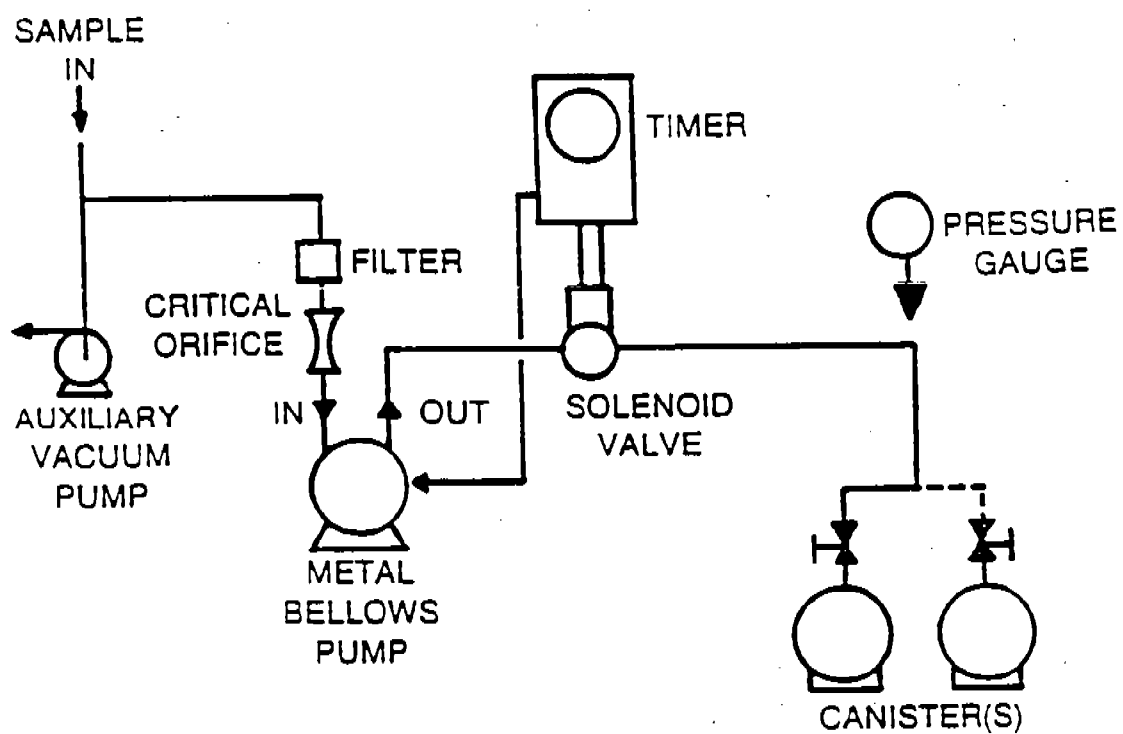 SAMPLE
IN
TIMER
PRESSURE
GAUGE
FILTER
CRITICAL
ORIFICE
IN
OUT
SOLENOID
VALVE
AUXILIARY
VACUUM
PUMP
METAL
BELLOWS
PUMP
CANISTER(S)